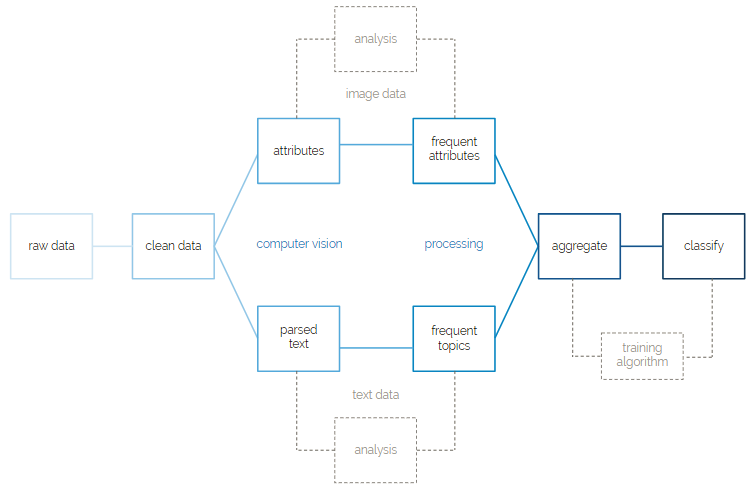 analysis
image data
attributes
frequent
attributes
raw data
clean data
computer vision
processing
aggregate
classify
parsed
text
frequent
topics
training
algorithm
text data
analysis